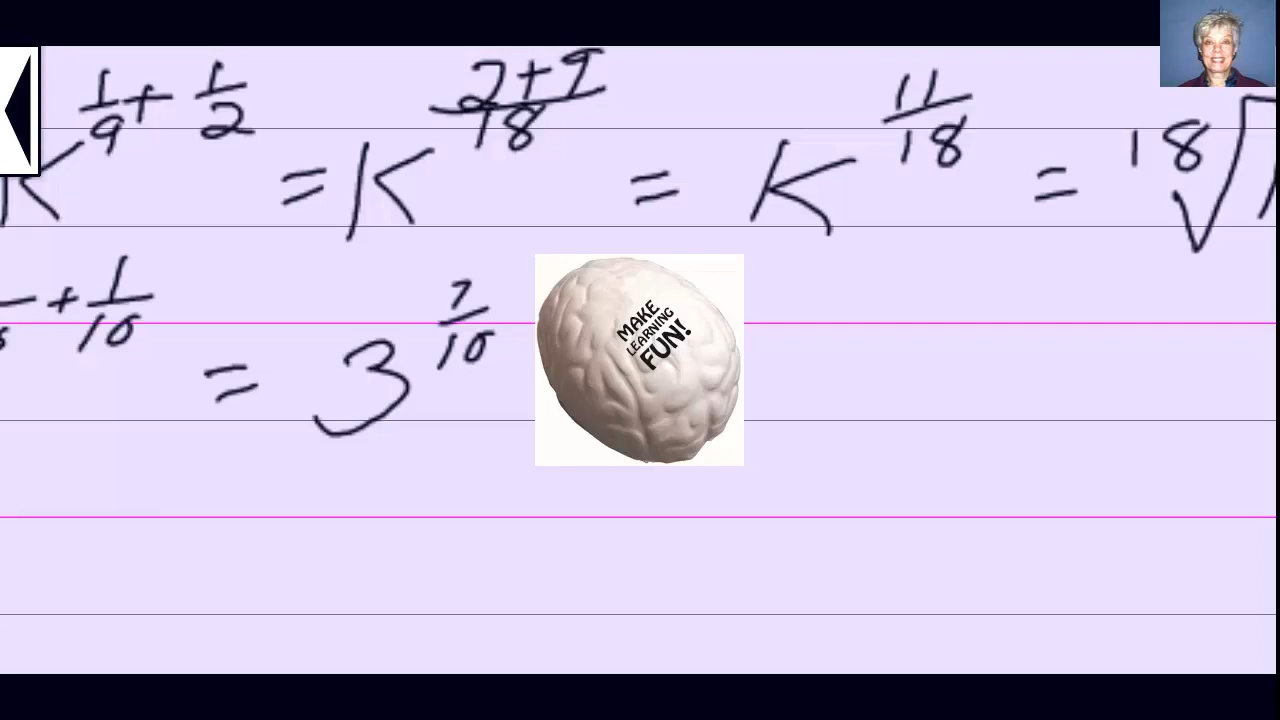 K^{1/9 + 1/2} = K^{(2+9)/18} = K^{11/18} = ^{18}√
+ 1/10 = 3^{7/10}
MAKE
LEARNING
FUN!